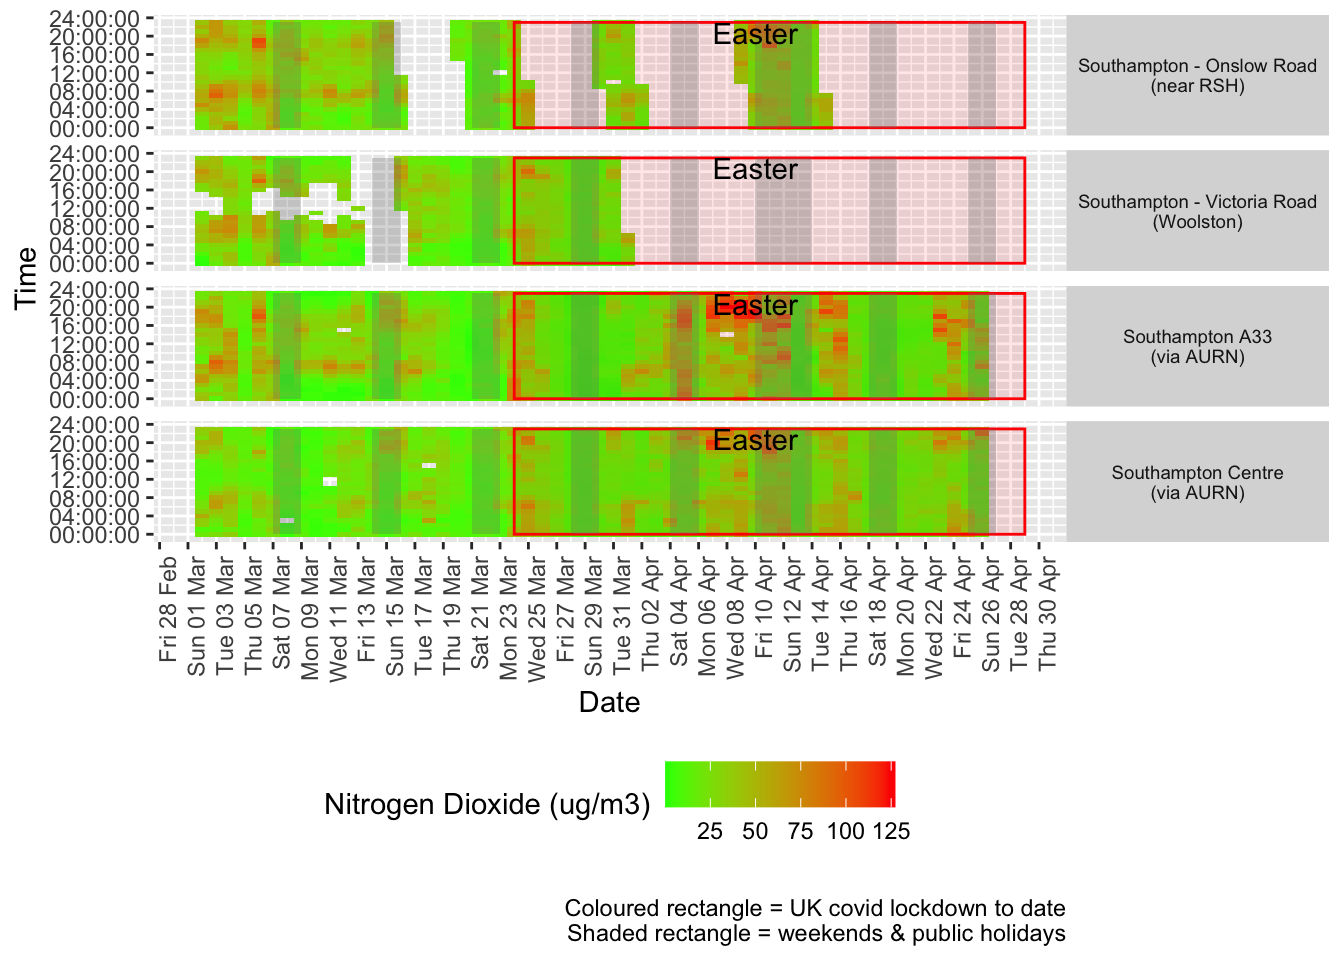 Time
24:00:00
20:00:00
16:00:00
12:00:00
08:00:00
04:00:00
00:00:00
Easter
Southampton - Onslow Road
(near RSH)
24:00:00
20:00:00
16:00:00
12:00:00
08:00:00
04:00:00
00:00:00
Easter
Southampton - Victoria Road
(Woolston)
24:00:00
20:00:00
16:00:00
12:00:00
08:00:00
04:00:00
00:00:00
Easter
Southampton A33
(via AURN)
24:00:00
20:00:00
16:00:00
12:00:00
08:00:00
04:00:00
00:00:00
Easter
Southampton Centre
(via AURN)
Fri 28 Feb
Sun 01 Mar
Tue 03 Mar
Thu 05 Mar
Sat 07 Mar
Mon 09 Mar
Wed 11 Mar
Fri 13 Mar
Sun 15 Mar
Tue 17 Mar
Thu 19 Mar
Sat 21 Mar
Mon 23 Mar
Wed 25 Mar
Fri 27 Mar
Sun 29 Mar
Tue 31 Mar
Thu 02 Apr
Sat 04 Apr
Mon 06 Apr
Wed 08 Apr
Fri 10 Apr
Sun 12 Apr
Tue 14 Apr
Thu 16 Apr
Sat 18 Apr
Mon 20 Apr
Wed 22 Apr
Fri 24 Apr
Sun 26 Apr
Tue 28 Apr
Thu 30 Apr
Date
Nitrogen Dioxide (ug/m3)
25 50 75 100 125
Coloured rectangle = UK covid lockdown to date
Shaded rectangle = weekends & public holidays